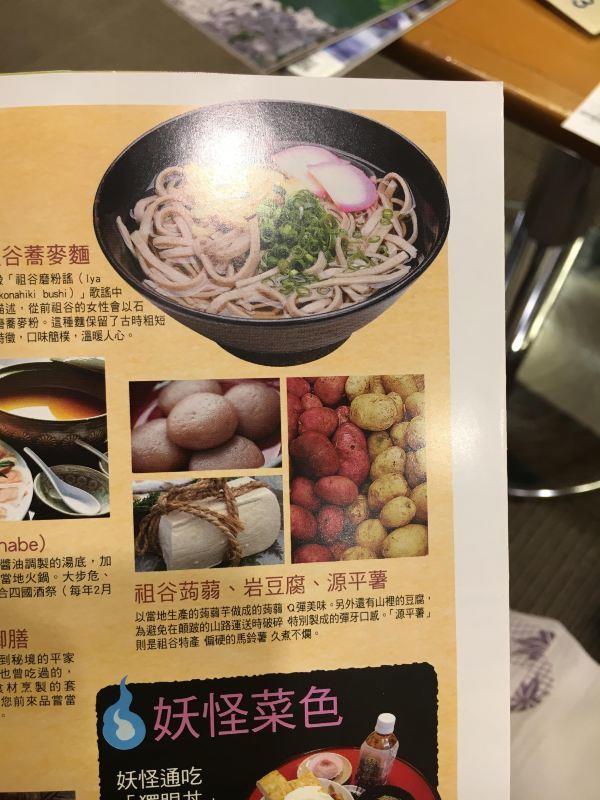 谷蕎麥麵
「祖谷磨粉謠（Iya
konahiki bushi）」歌謠中
描述，從前祖谷的女性會以石
磨蕎麥粉。這種麵保留了古時粗短
特徵，口味簡樸，溫暖人心。
nabe）
醬油調製的湯底，加
當地火鍋。大步危、
合四國酒祭（每年2月
祖谷蒟蒻、岩豆腐、源平薯
以當地生產的蒟蒻芋做成的蒟蒻 Q彈美味。另外還有山裡的豆腐，
為避免在顛跛的山路運送時破碎 特別製成的彈牙口感。「源平薯」
則是祖谷特產 偏硬的馬鈴薯 久煮不爛。
御膳
到秘境的平家
也曾吃過的，
食材烹製的套
您前來品嘗當
。
妖怪菜色
妖怪通吃
「獨眼丼」
3